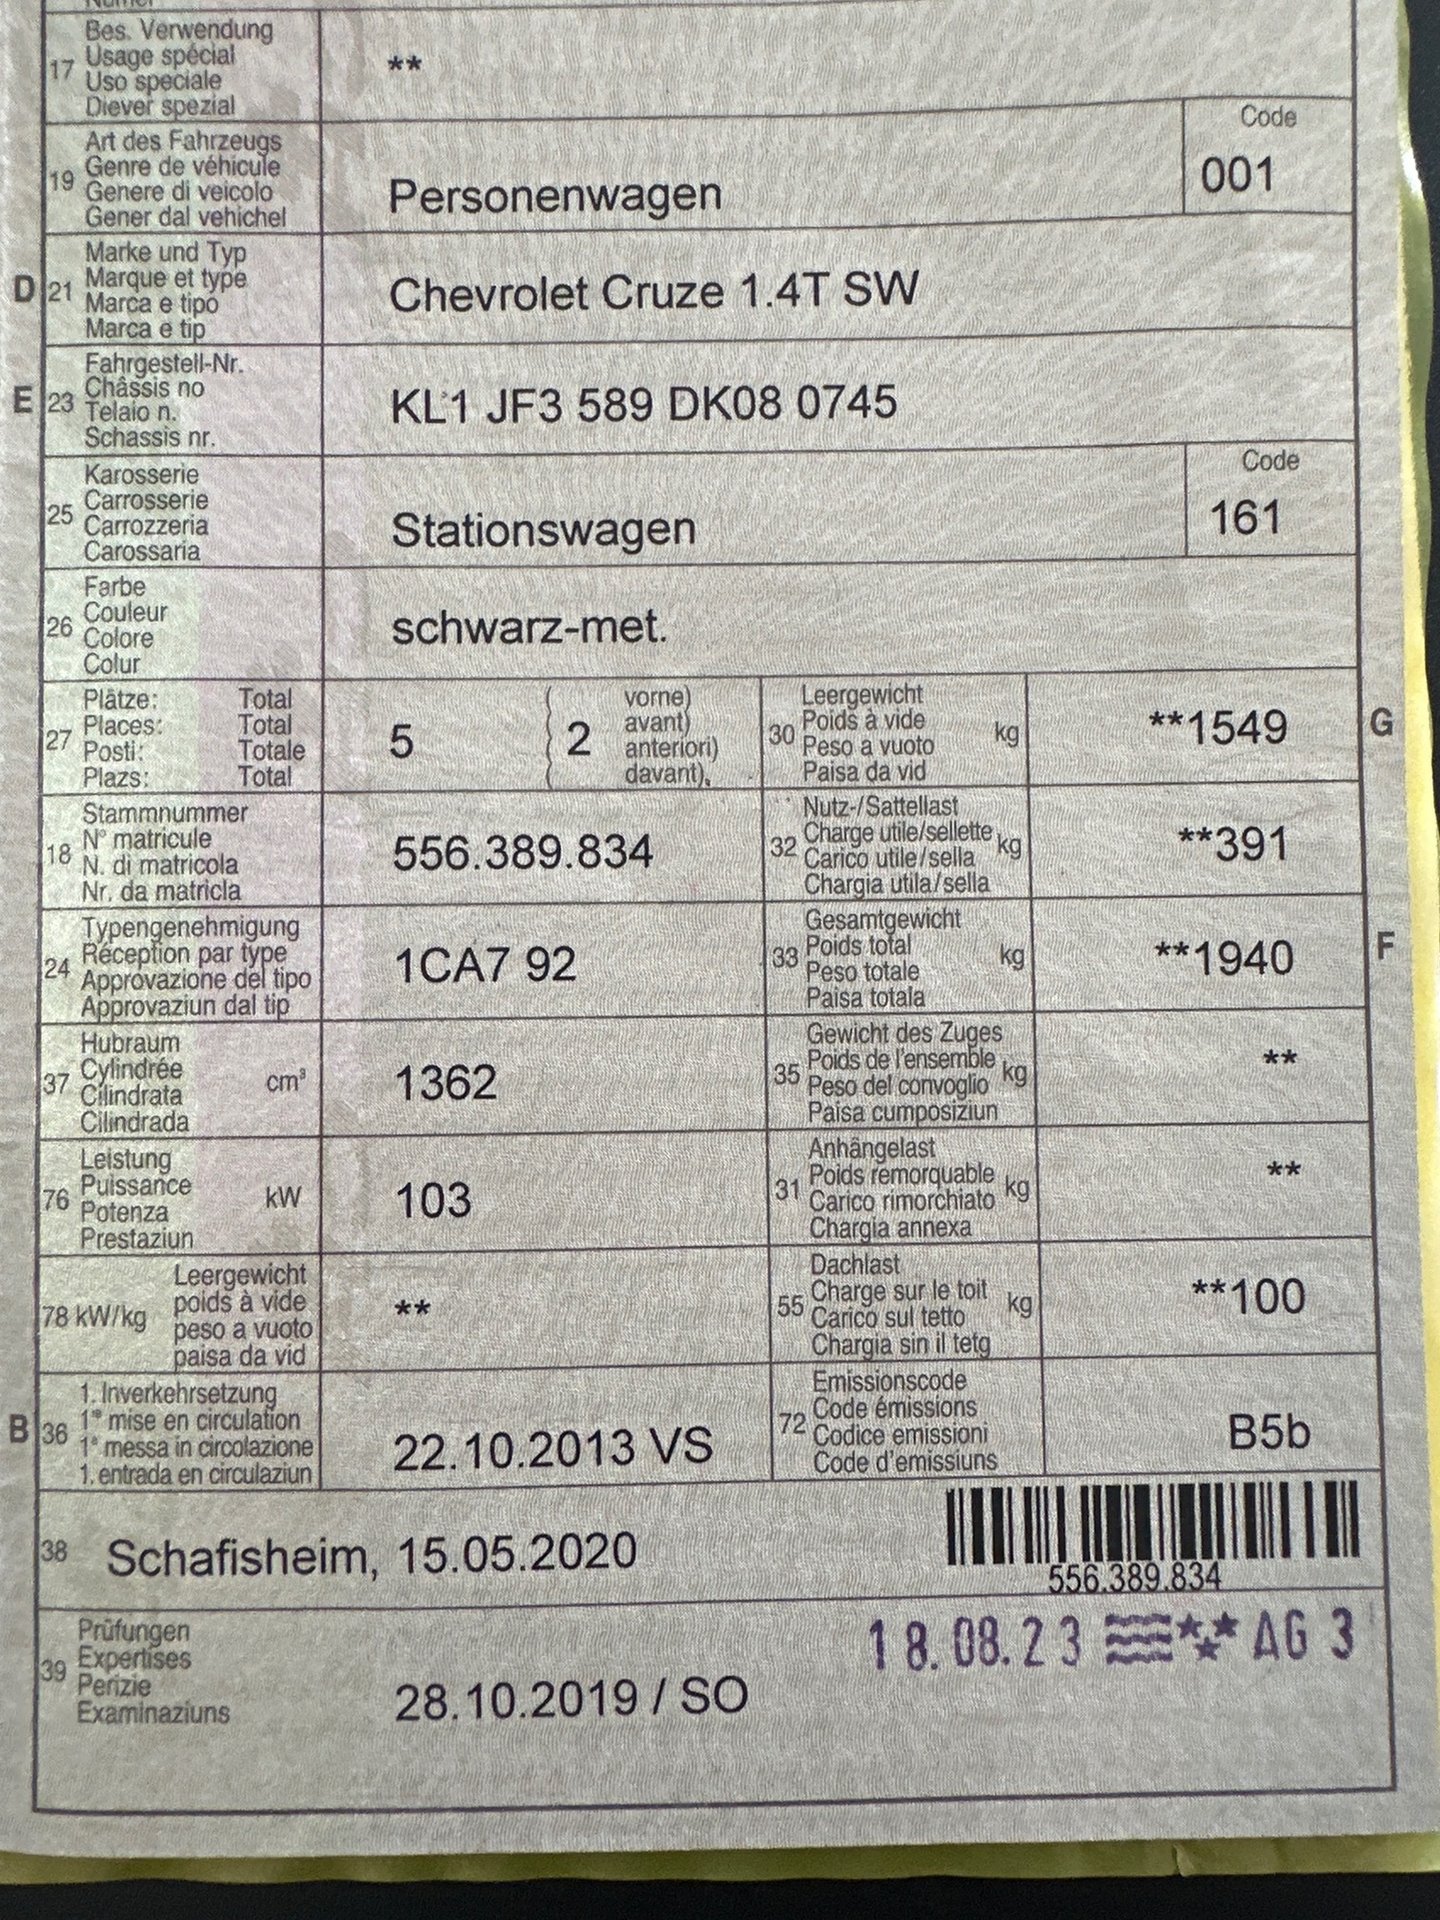 17 Bes. Verwendung
Usage spécial
Uso speciale
Diever spezial
**
19 Art des Fahrzeugs
Genre de véhicule
Genere di veicolo
Gener dal vehichel
Personenwagen
Code
001
D 21 Marke und Typ
Marque et type
Marca e tipo
Marca e tip
Chevrolet Cruze 1.4T SW
E 23 Fahrgestell-Nr.
Châssis no
Telaio n.
Schassis nr.
KL1 JF3 589 DK08 0745
25 Karosserie
Carrosserie
Carrozzeria
Carossaria
Stationswagen
Code
161
26 Farbe
Couleur
Colore
Colur
schwarz-met.
27 Plätze: Total
Places: Total
Posti: Totale
Plazs: Total
5
( 2 vorne)
( avant)
( anteriori)
( davant)
30 Leergewicht
Poids à vide
Peso a vuoto
Paisa da vid
kg
**1549
G
18 Stammnummer
N° matricule
N. di matricola
Nr. da matricla
556.389.834
32 Nutz-/Sattellast
Charge utile/sellette
Carico utile/sella
Chargia utila/sella
kg
**391
24 Typengenehmigung
Réception par type
Approvazione del tipo
Approvaziun dal tip
1CA7 92
33 Gesamtgewicht
Poids total
Peso totale
Paisa totala
kg
**1940
F
37 Hubraum
Cylindrée
Cilindrata
Cilindrada
cm³
1362
35 Gewicht des Zuges
Poids de l'ensemble
Peso del convoglio
Paisa cumposiziun
kg
**
76 Leistung
Puissance
Potenza
Prestaziun
kW
103
31 Anhängelast
Poids remorquable
Carico rimorchiato
Chargia annexa
kg
**
78 kW/kg
Leergewicht
poids à vide
peso a vuoto
paisa da vid
**
55 Dachlast
Charge sur le toit
Carico sul tetto
Chargia sin il tetg
kg
**100
B 36 1. Inverkehrsetzung
1re mise en circulation
1a messa in circolazione
1. entrada en circulaziun
22.10.2013 VS
72 Emissionscode
Code émissions
Codice emissioni
Code d'emissiuns
B5b
38 Schafisheim, 15.05.2020
556.389.834
39 Prüfungen
Expertises
Perizie
Examinaziuns
18.08.23 AG 3
28.10.2019 / SO